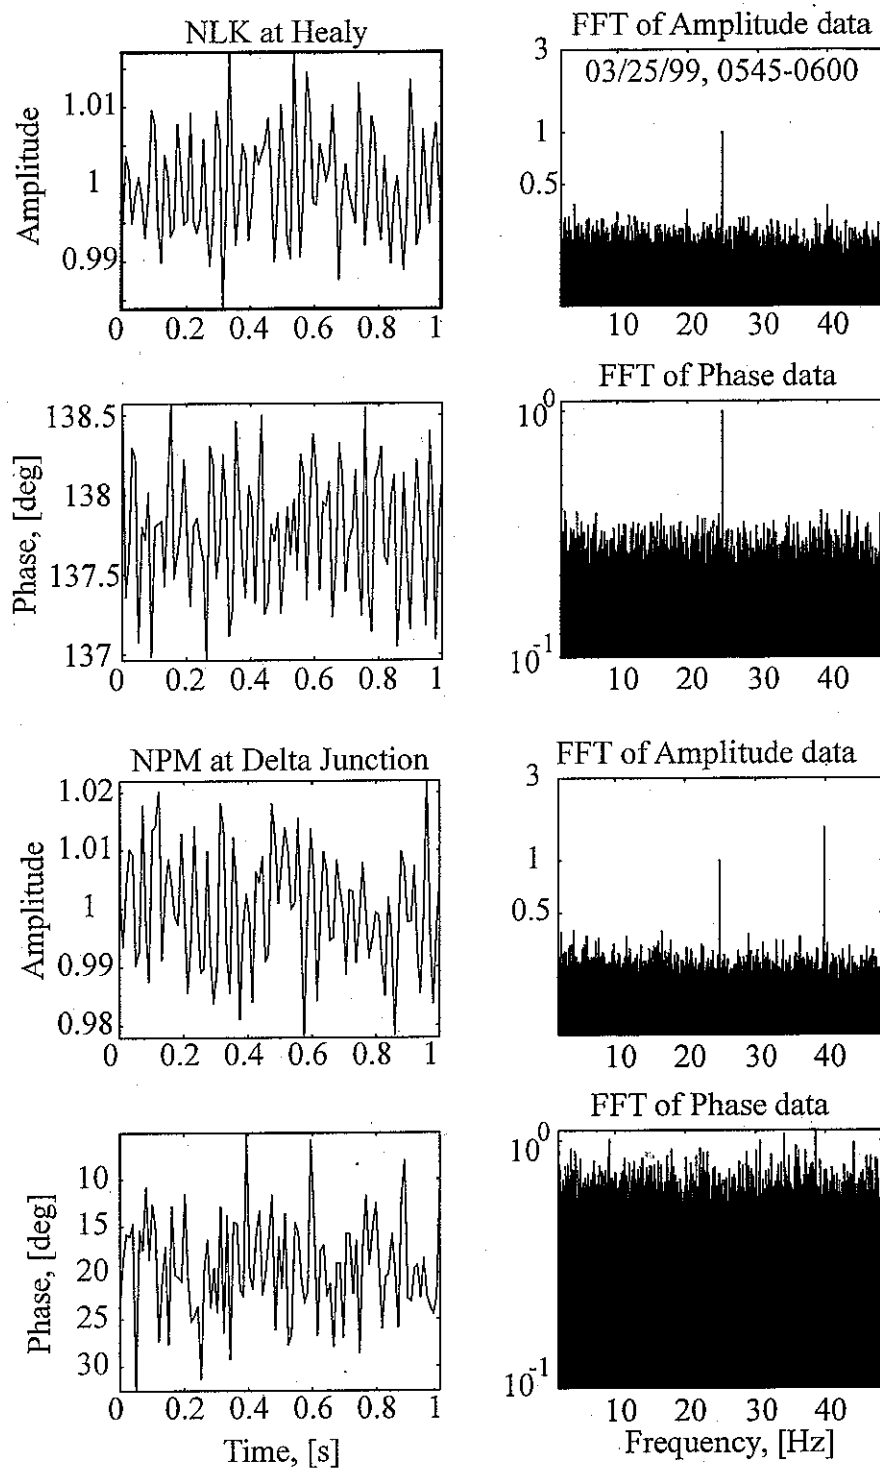 NLK at Healy
Amplitude
1.01
1
0.99
0 0.2 0.4 0.6 0.8 1
FFT of Amplitude data
03/25/99, 0545-0600
3
1
0.5
10 20 30 40
Phase, [deg]
138.5
138
137.5
137
0 0.2 0.4 0.6 0.8 1
FFT of Phase data
10^0
10^-1
10 20 30 40
NPM at Delta Junction
Amplitude
1.02
1.01
1
0.99
0.98
0 0.2 0.4 0.6 0.8 1
FFT of Amplitude data
3
1
0.5
10 20 30 40
Phase, [deg]
10
15
20
25
30
0 0.2 0.4 0.6 0.8 1
Time, [s]
FFT of Phase data
10^0
10^-1
10 20 30 40
Frequency, [Hz]